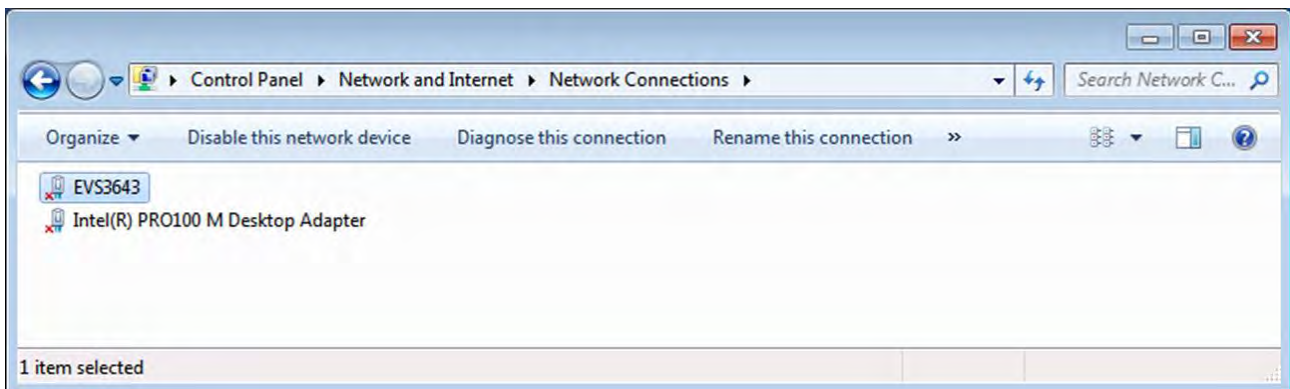 Control Panel Network and Internet Network Connections Search Network C...
Organize Disable this network device Diagnose this connection Rename this connection »
EVS3643
Intel(R) PRO100 M Desktop Adapter
1 item selected